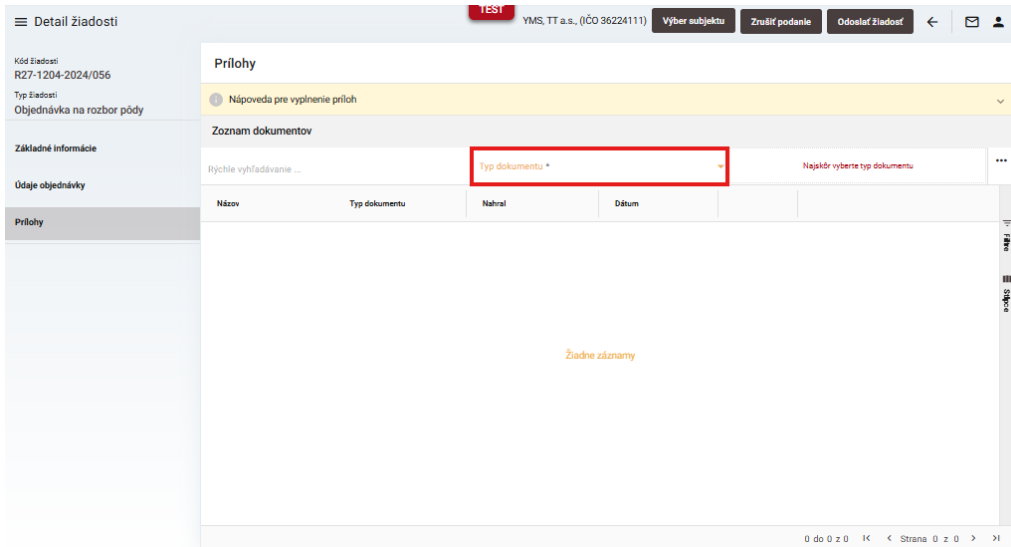 Detail žiadosti
TEST
YMS, TT a.s., (IČO 36224111)
Výber subjektu
Zrušiť podanie
Odoslať žiadosť
Kód žiadosti
R27-1204-2024/056
Typ žiadosti
Objednávka na rozbor pôdy
Základné informácie
Údaje objednávky
Prílohy
Prílohy
Nápoveda pre vyplnenie príloh
Zoznam dokumentov
Rýchle vyhľadávanie ...
Typ dokumentu *
Najskôr vyberte typ dokumentu
Názov
Typ dokumentu
Nahral
Dátum
Filtre
Stĺpce
Žiadne záznamy
0 do 0 z 0
Strana 0 z 0